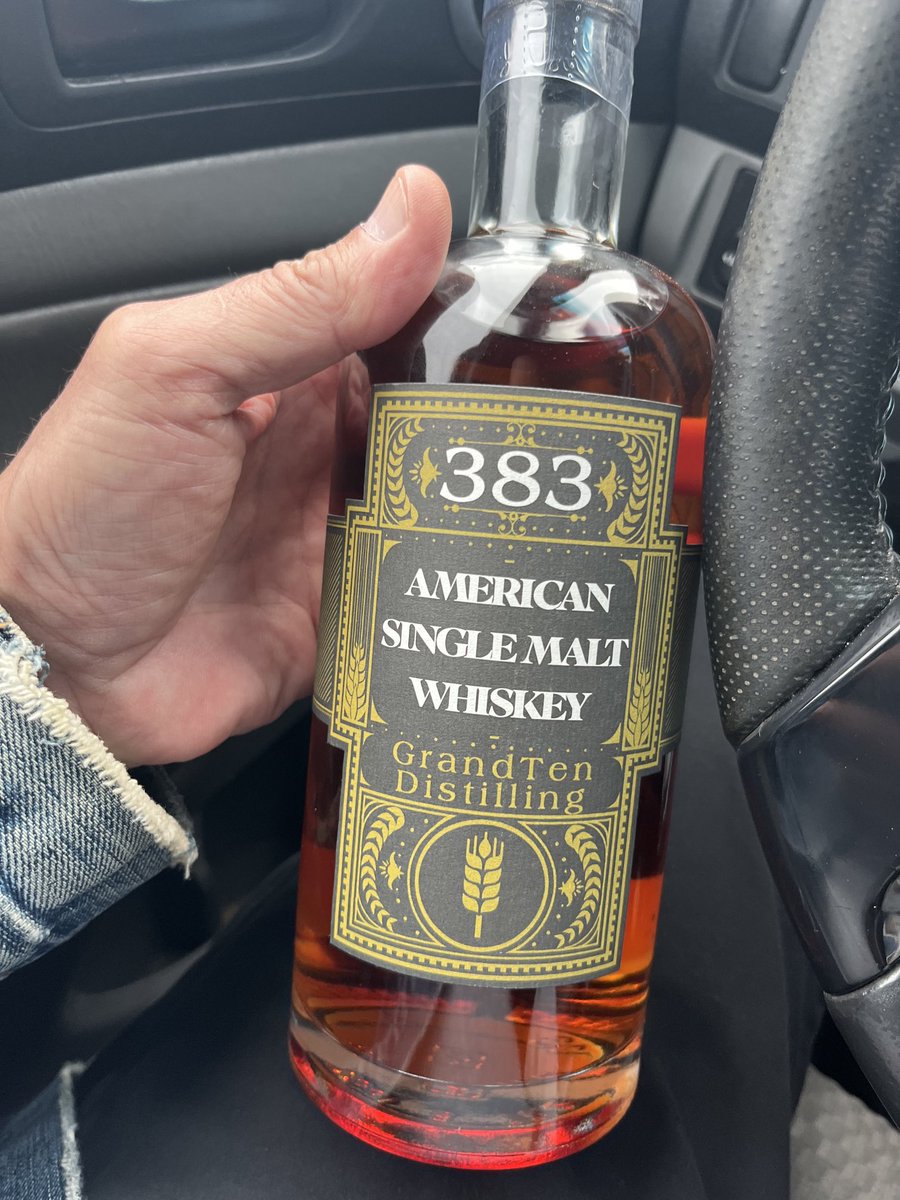 383
AMERICAN
SINGLE MALT
WHISKEY
GrandTen
Distilling